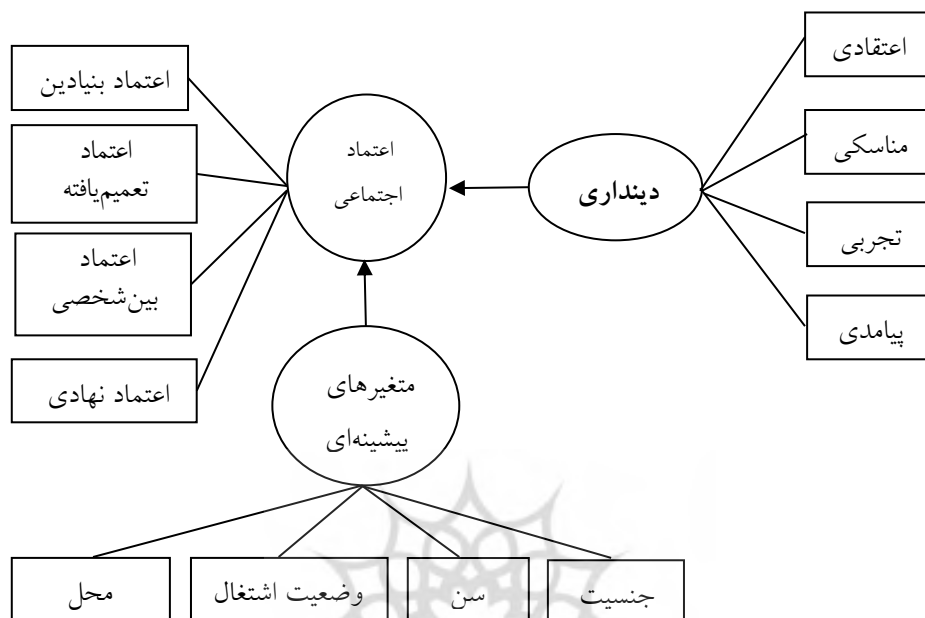 اعتقادی
مناسکی
تجربی
پیامدی
دینداری
اعتماد
اجتماعی
اعتماد بنیادین
اعتماد
تعمیم‌یافته
اعتماد
بین‌شخصی
اعتماد نهادی
متغیرهای
پیشینه‌ای
جنسیت
سن
وضعیت اشتغال
محل